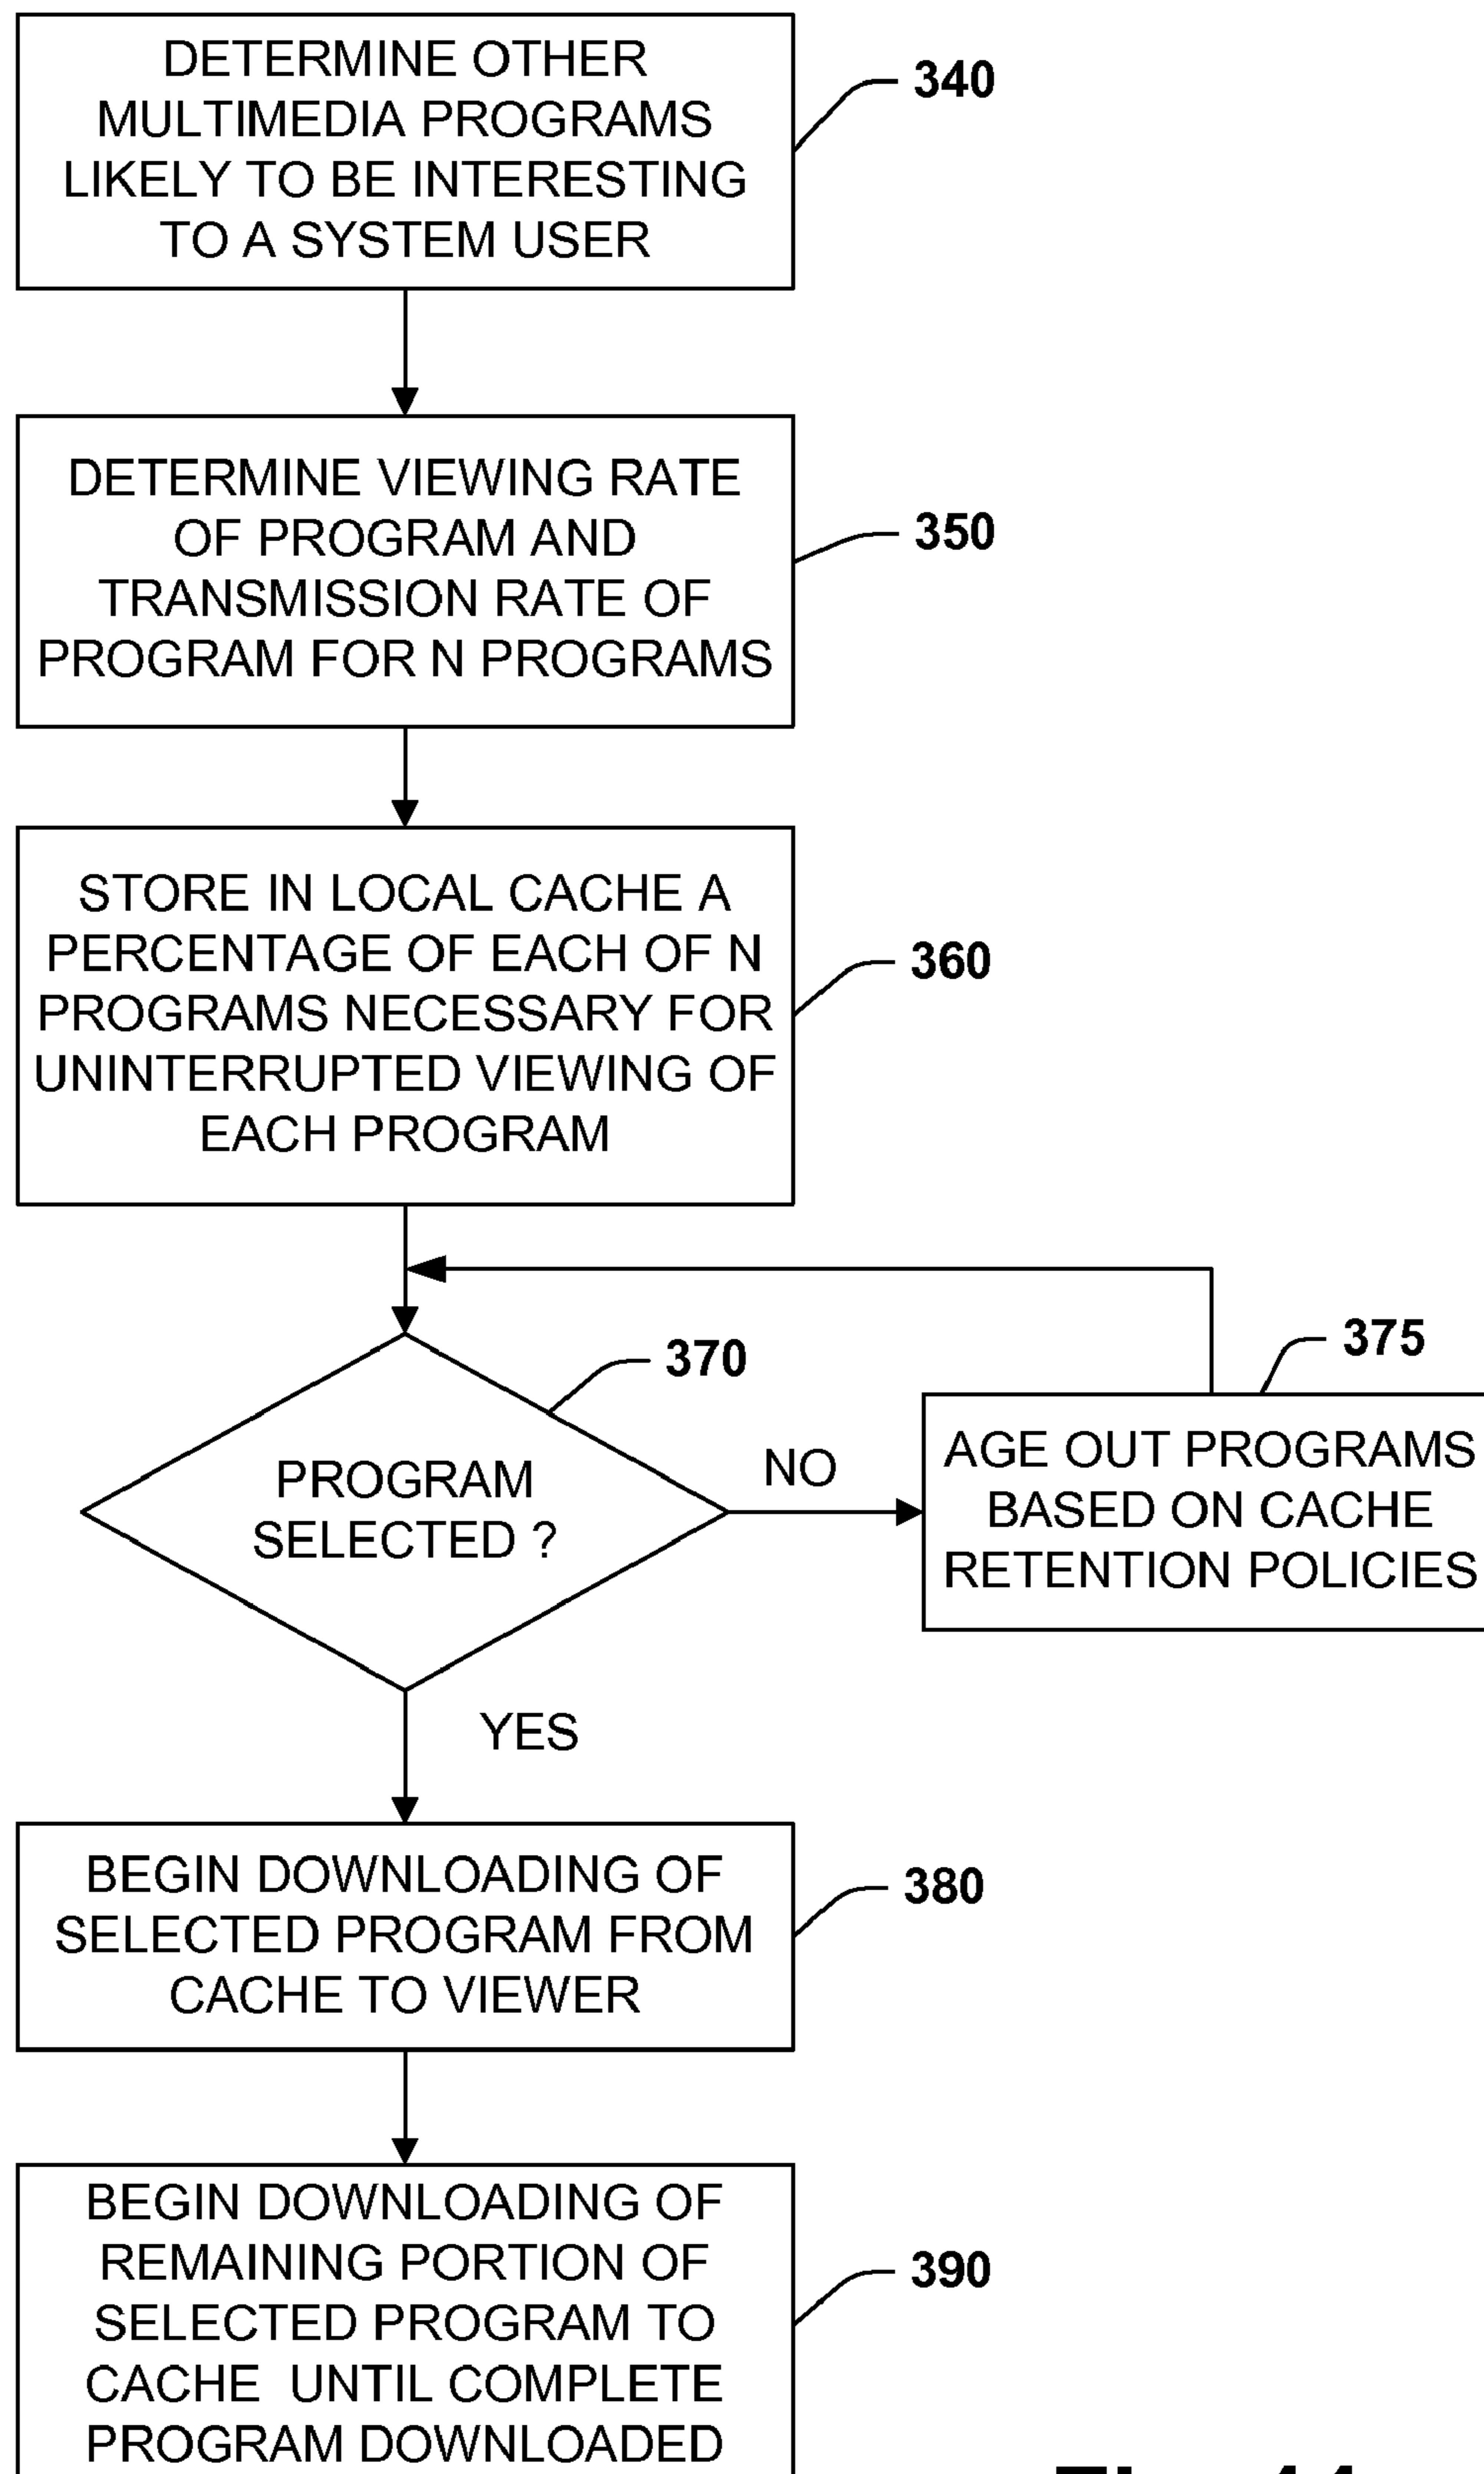 DETERMINE OTHER
MULTIMEDIA PROGRAMS
LIKELY TO BE INTERESTING
TO A SYSTEM USER
340
DETERMINE VIEWING RATE
OF PROGRAM AND
TRANSMISSION RATE OF
PROGRAM FOR N PROGRAMS
350
STORE IN LOCAL CACHE A
PERCENTAGE OF EACH OF N
PROGRAMS NECESSARY FOR
UNINTERRUPTED VIEWING OF
EACH PROGRAM
360
PROGRAM
SELECTED ?
370
NO
AGE OUT PROGRAMS
BASED ON CACHE
RETENTION POLICIES
375
YES
BEGIN DOWNLOADING OF
SELECTED PROGRAM FROM
CACHE TO VIEWER
380
BEGIN DOWNLOADING OF
REMAINING PORTION OF
SELECTED PROGRAM TO
CACHE  UNTIL COMPLETE
PROGRAM DOWNLOADED
390